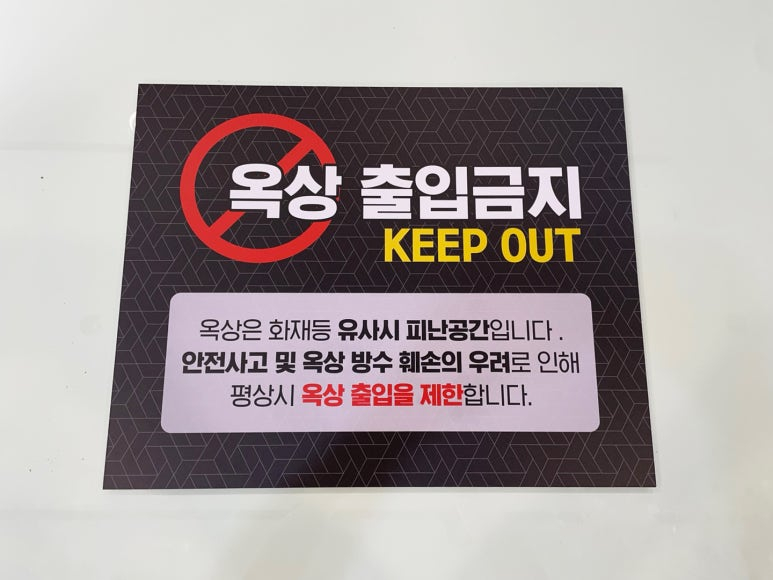 옥상 출입금지
KEEP OUT
옥상은 화재등 유사시 피난공간입니다 .
안전사고 및 옥상 방수 훼손의 우려로 인해
평상시 옥상 출입을 제한합니다.